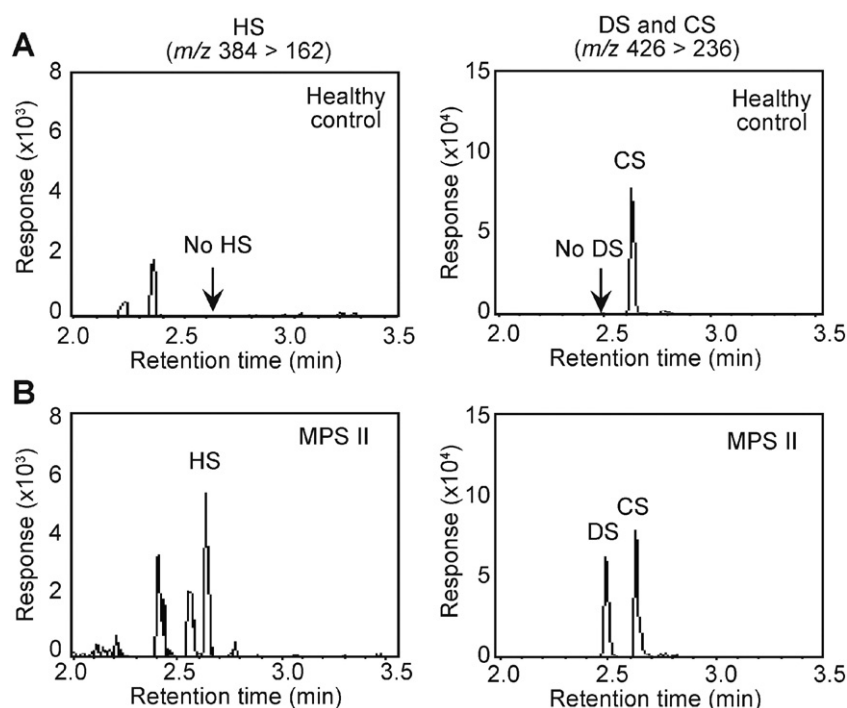 HS
(m/z 384 > 162)
DS and CS
(m/z 426 > 236)
A
Response (x10³)
8
6
4
2
0
Healthy
control
No HS
2.0 2.5 3.0 3.5
Retention time (min)
Response (x10⁴)
15
10
5
0
Healthy
control
CS
No DS
2.0 2.5 3.0 3.5
Retention time (min)
B
Response (x10³)
8
6
4
2
0
MPS II
HS
2.0 2.5 3.0 3.5
Retention time (min)
Response (x10⁴)
15
10
5
0
MPS II
DS CS
2.0 2.5 3.0 3.5
Retention time (min)